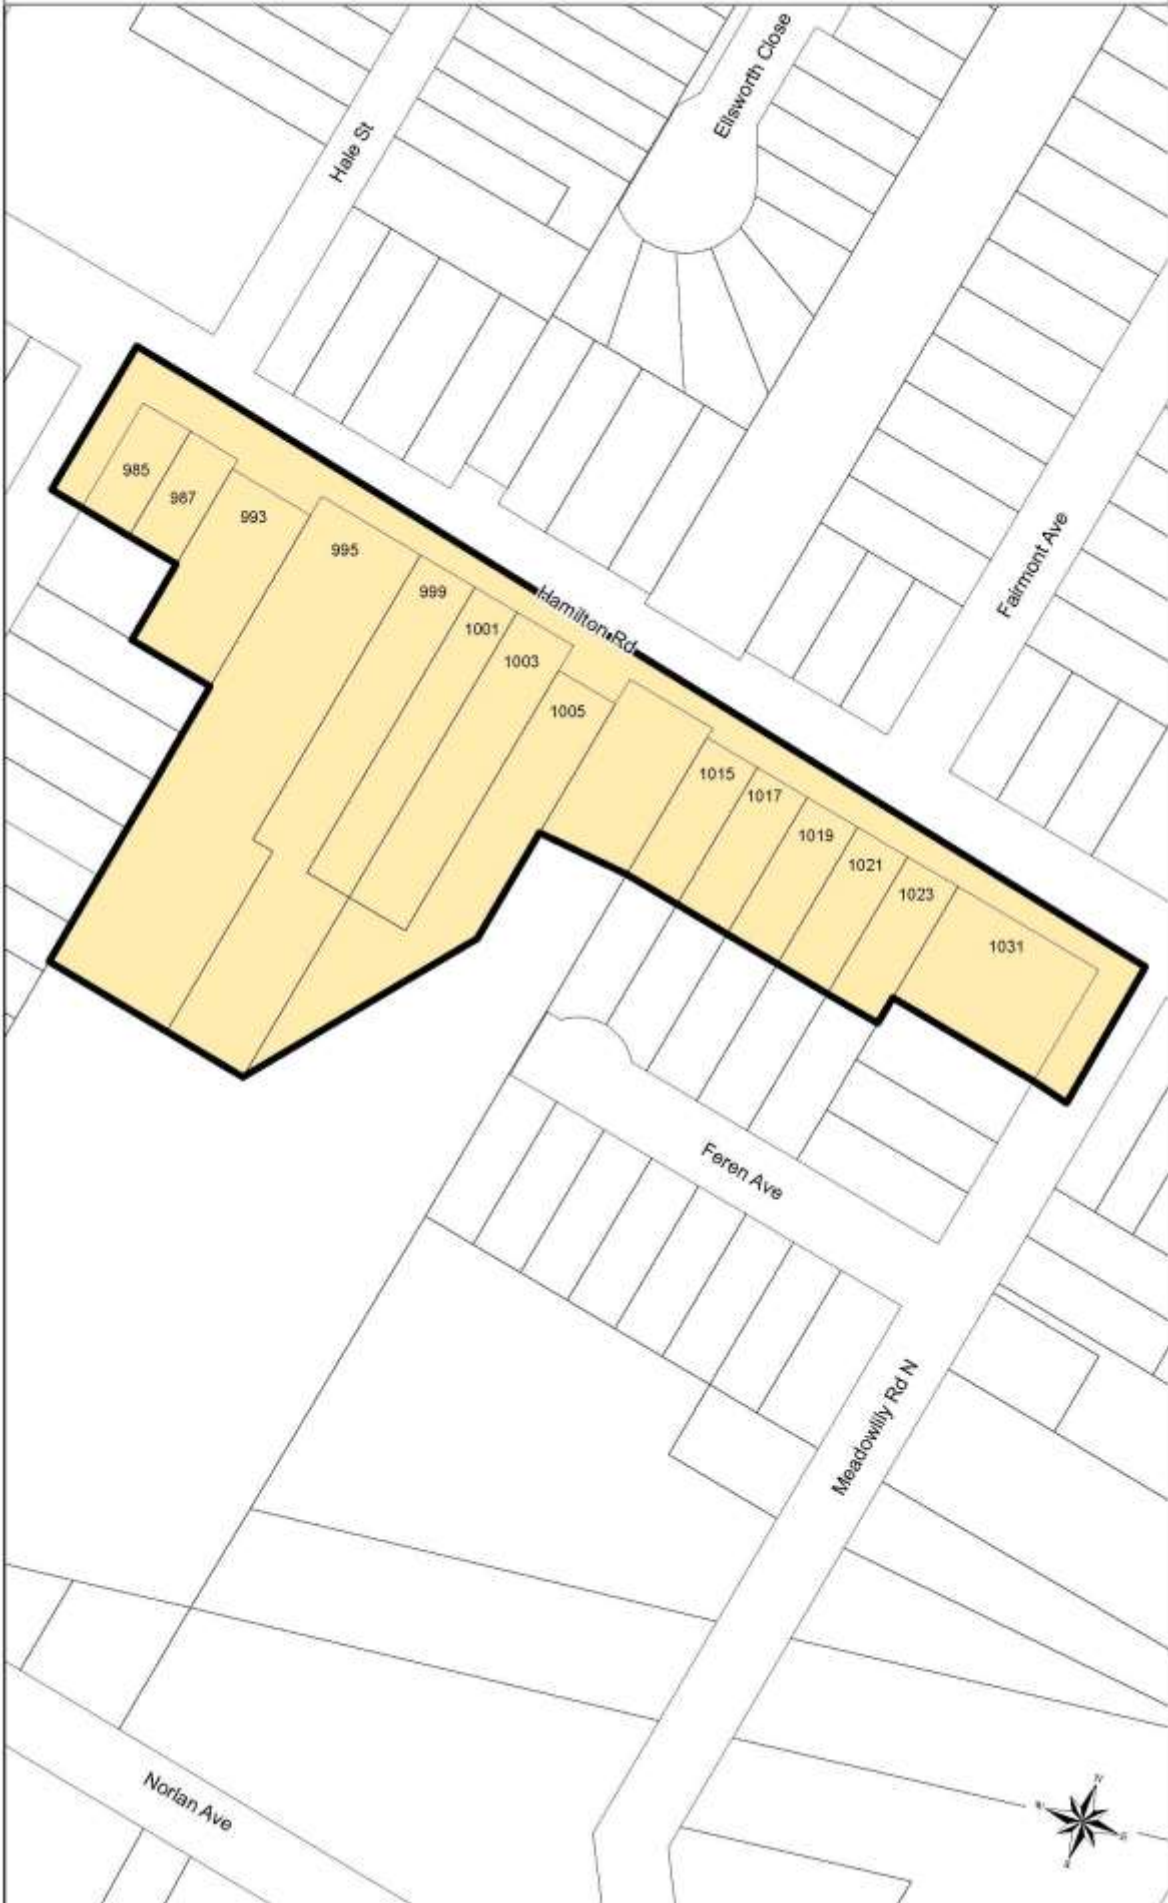 Ellsworth Close
Hale St
985
987
993
995
999
1001
1003
1005
Hamilton Rd
Fairmont Ave
1015
1017
1019
1021
1023
1031
Feren Ave
Meadowlily Rd N
Norlan Ave
N